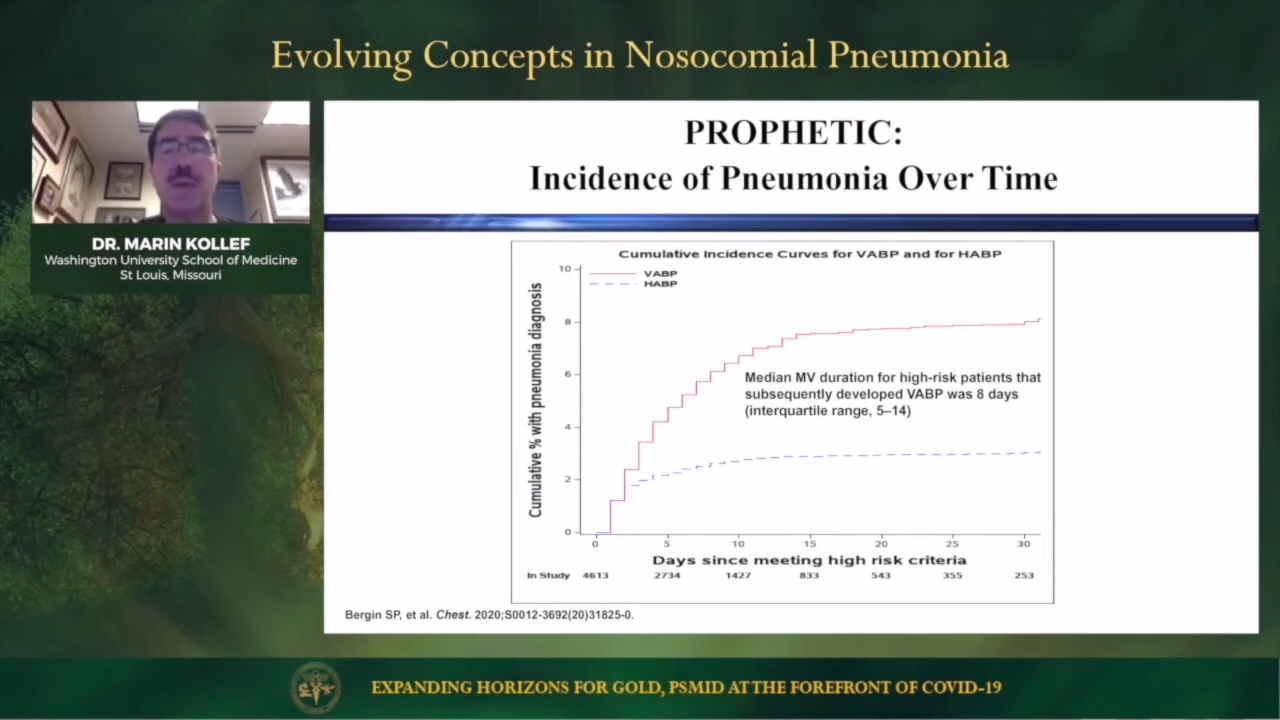 Evolving Concepts in Nosocomial Pneumonia
DR. MARIN KOLLEF
Washington University School of Medicine
St Louis, Missouri
PROPHETIC:
Incidence of Pneumonia Over Time
Cumulative Incidence Curves for VABP and for HABP
VABP
HABP
Cumulative % with pneumonia diagnosis
10
8
6
4
2
0
Median MV duration for high-risk patients that
subsequently developed VABP was 8 days
(interquartile range, 5–14)
0 5 10 15 20 25 30
Days since meeting high risk criteria
In Study 4613 2734 1427 833 543 355 253
Bergin SP, et al. Chest. 2020;S0012-3692(20)31825-0.
EXPANDING HORIZONS FOR GOLD, PSMID AT THE FOREFRONT OF COVID-19